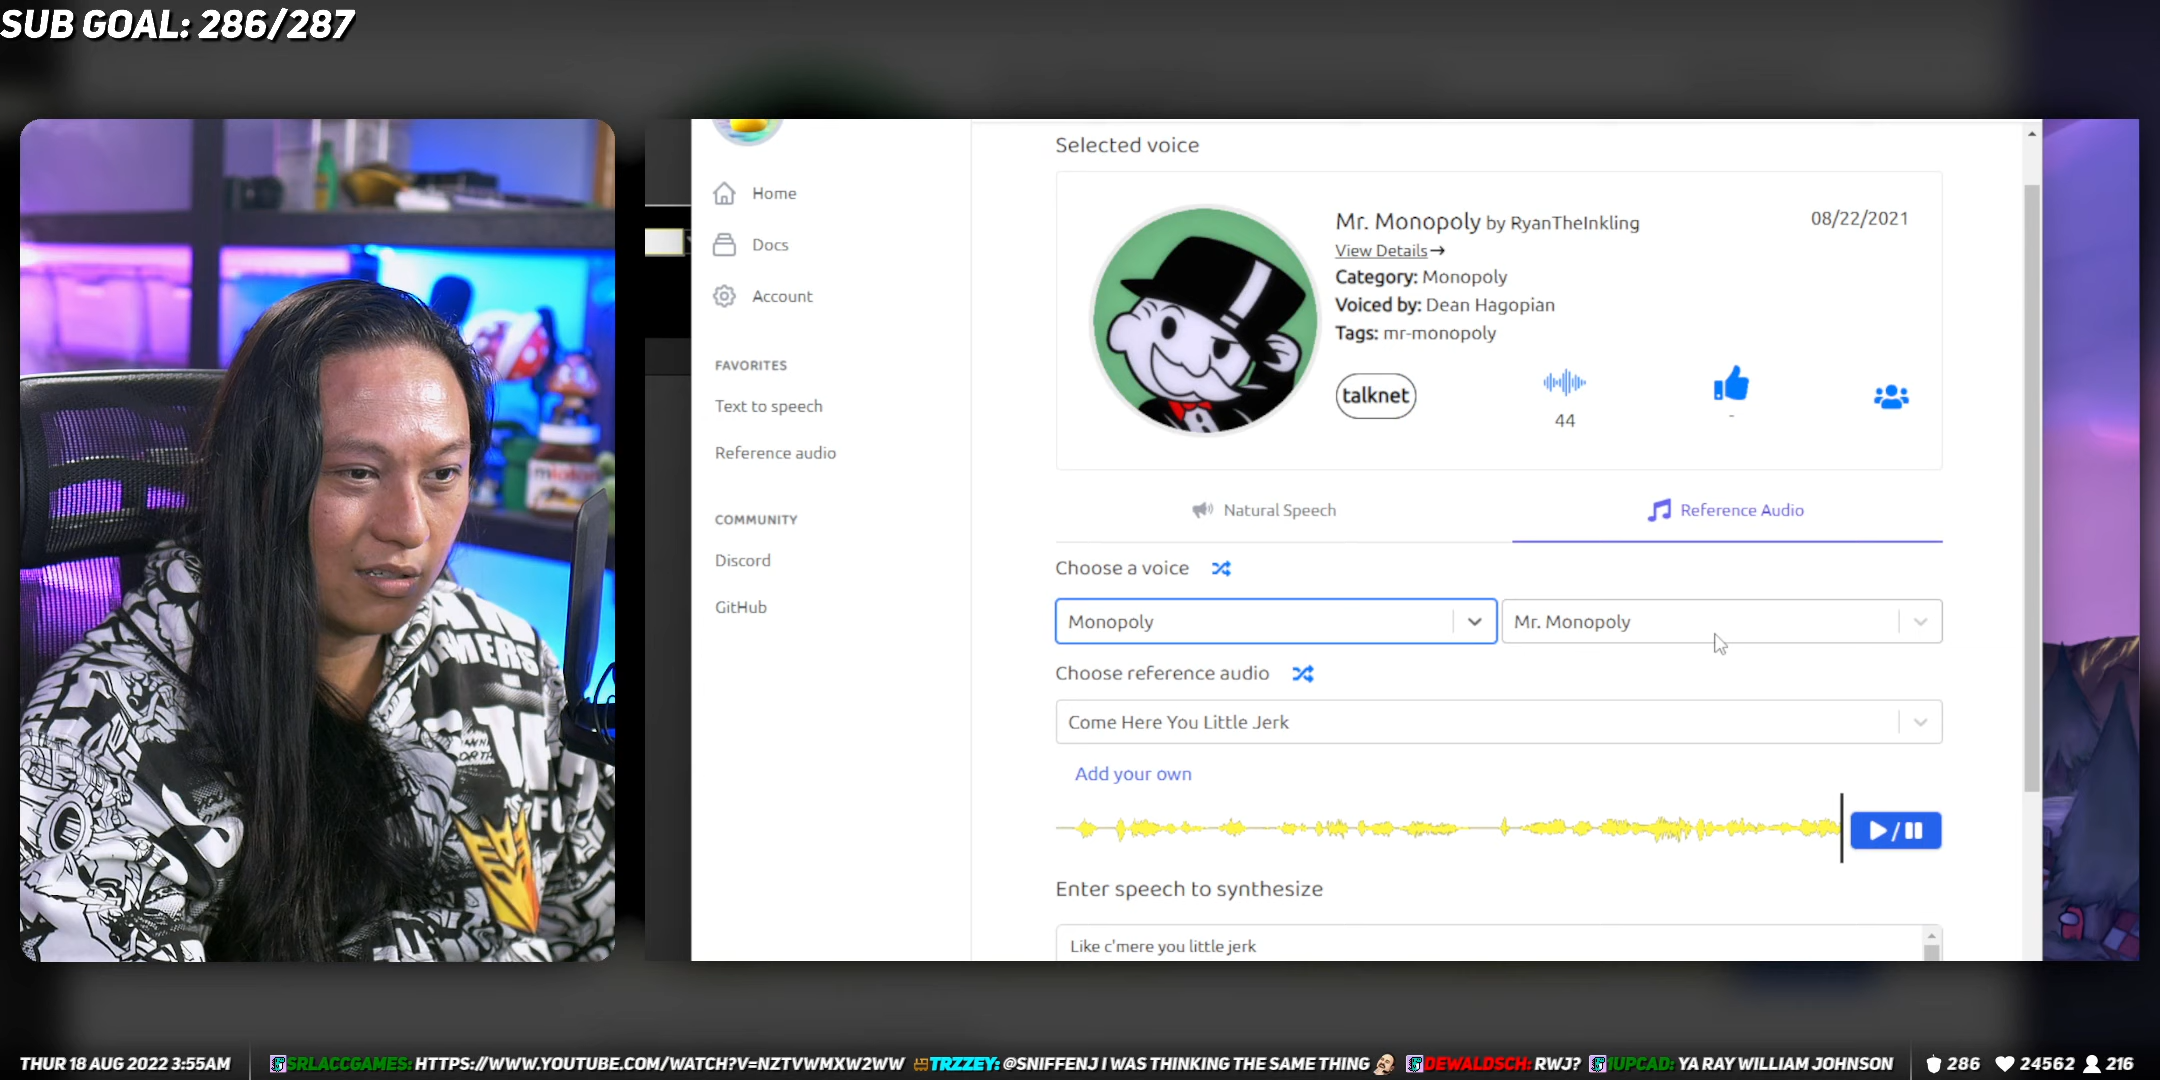 SUB GOAL: 286/287
Home
Docs
Account
FAVORITES
Text to speech
Reference audio
COMMUNITY
Discord
GitHub
Selected voice
Mr. Monopoly by RyanTheInkling
08/22/2021
View Details→
Category: Monopoly
Voiced by: Dean Hagopian
Tags: mr-monopoly
talknet
44
-
Natural Speech
Reference Audio
Choose a voice
Monopoly
Mr. Monopoly
Choose reference audio
Come Here You Little Jerk
Add your own
Enter speech to synthesize
Like c'mere you little jerk
THUR 18 AUG 2022 3:55AM
SRLACCGAMES: HTTPS://WWW.YOUTUBE.COM/WATCH?V=NZTVWMXW2WW TRZZEY: @SNIFFENJ I WAS THINKING THE SAME THING DEWALDSCH: RWJ? 1UPCAD: YA RAY WILLIAM JOHNSON
286 24562 216